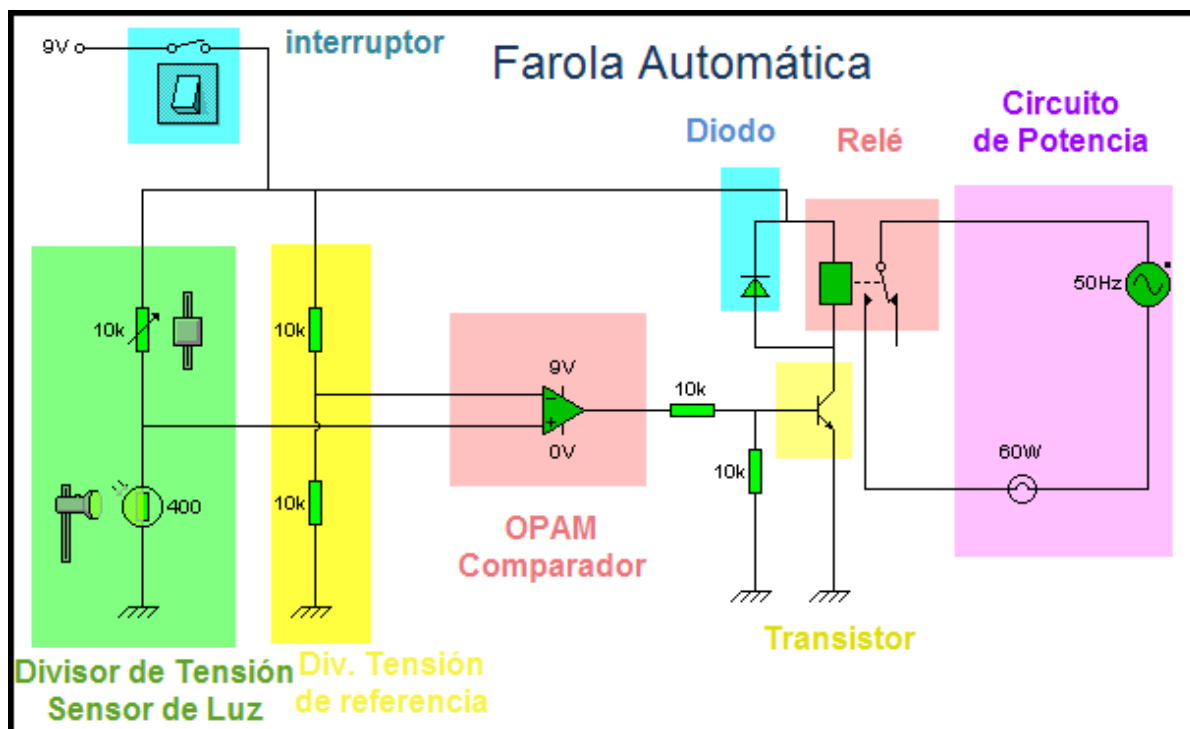 9V
interruptor
Farola Automática
Circuito
de Potencia
Diodo
Relé
50Hz
10k
10k
9V
0V
10k
10k
10k
400
60W
OPAM
Comparador
Transistor
Divisor de Tensión
Sensor de Luz
Div. Tensión
de referencia